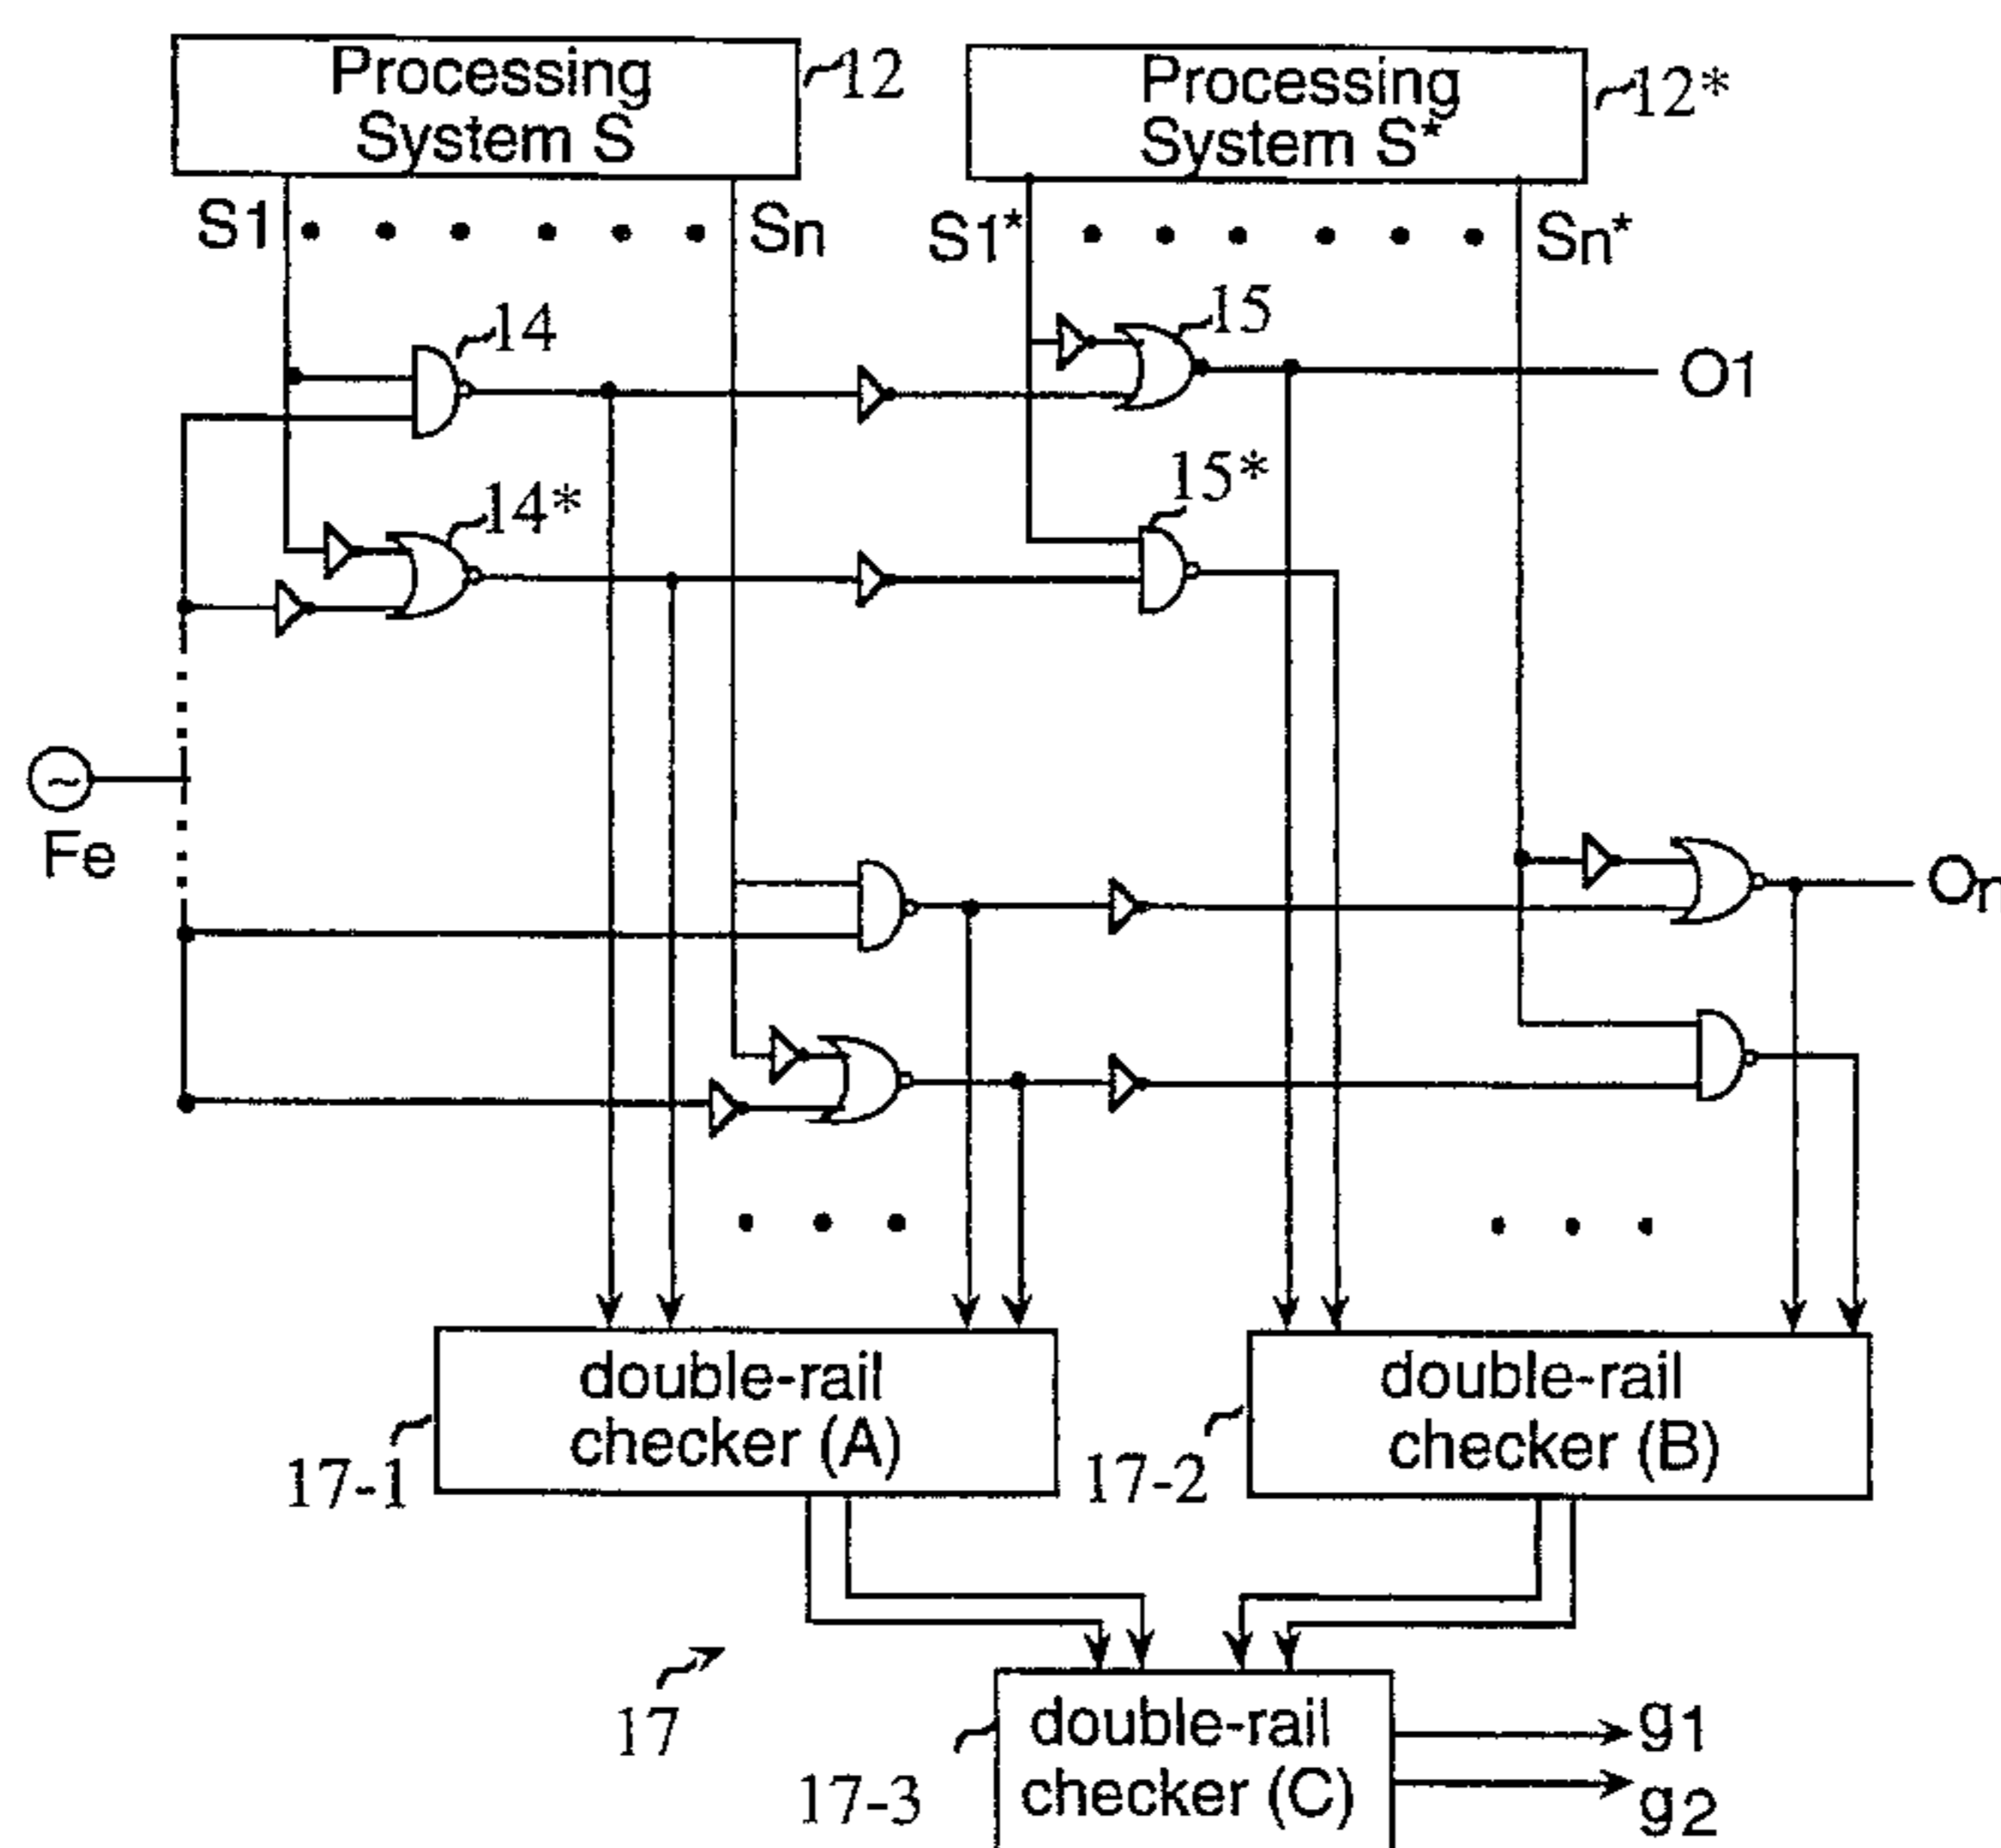 Processing
System S
12
Processing
System S*
12*
S1
Sn
S1*
Sn*
14
15
O1
14*
15*
Fe
~
On
double-rail
checker (A)
17-1
double-rail
checker (B)
17-2
17
double-rail
checker (C)
17-3
g1
g2